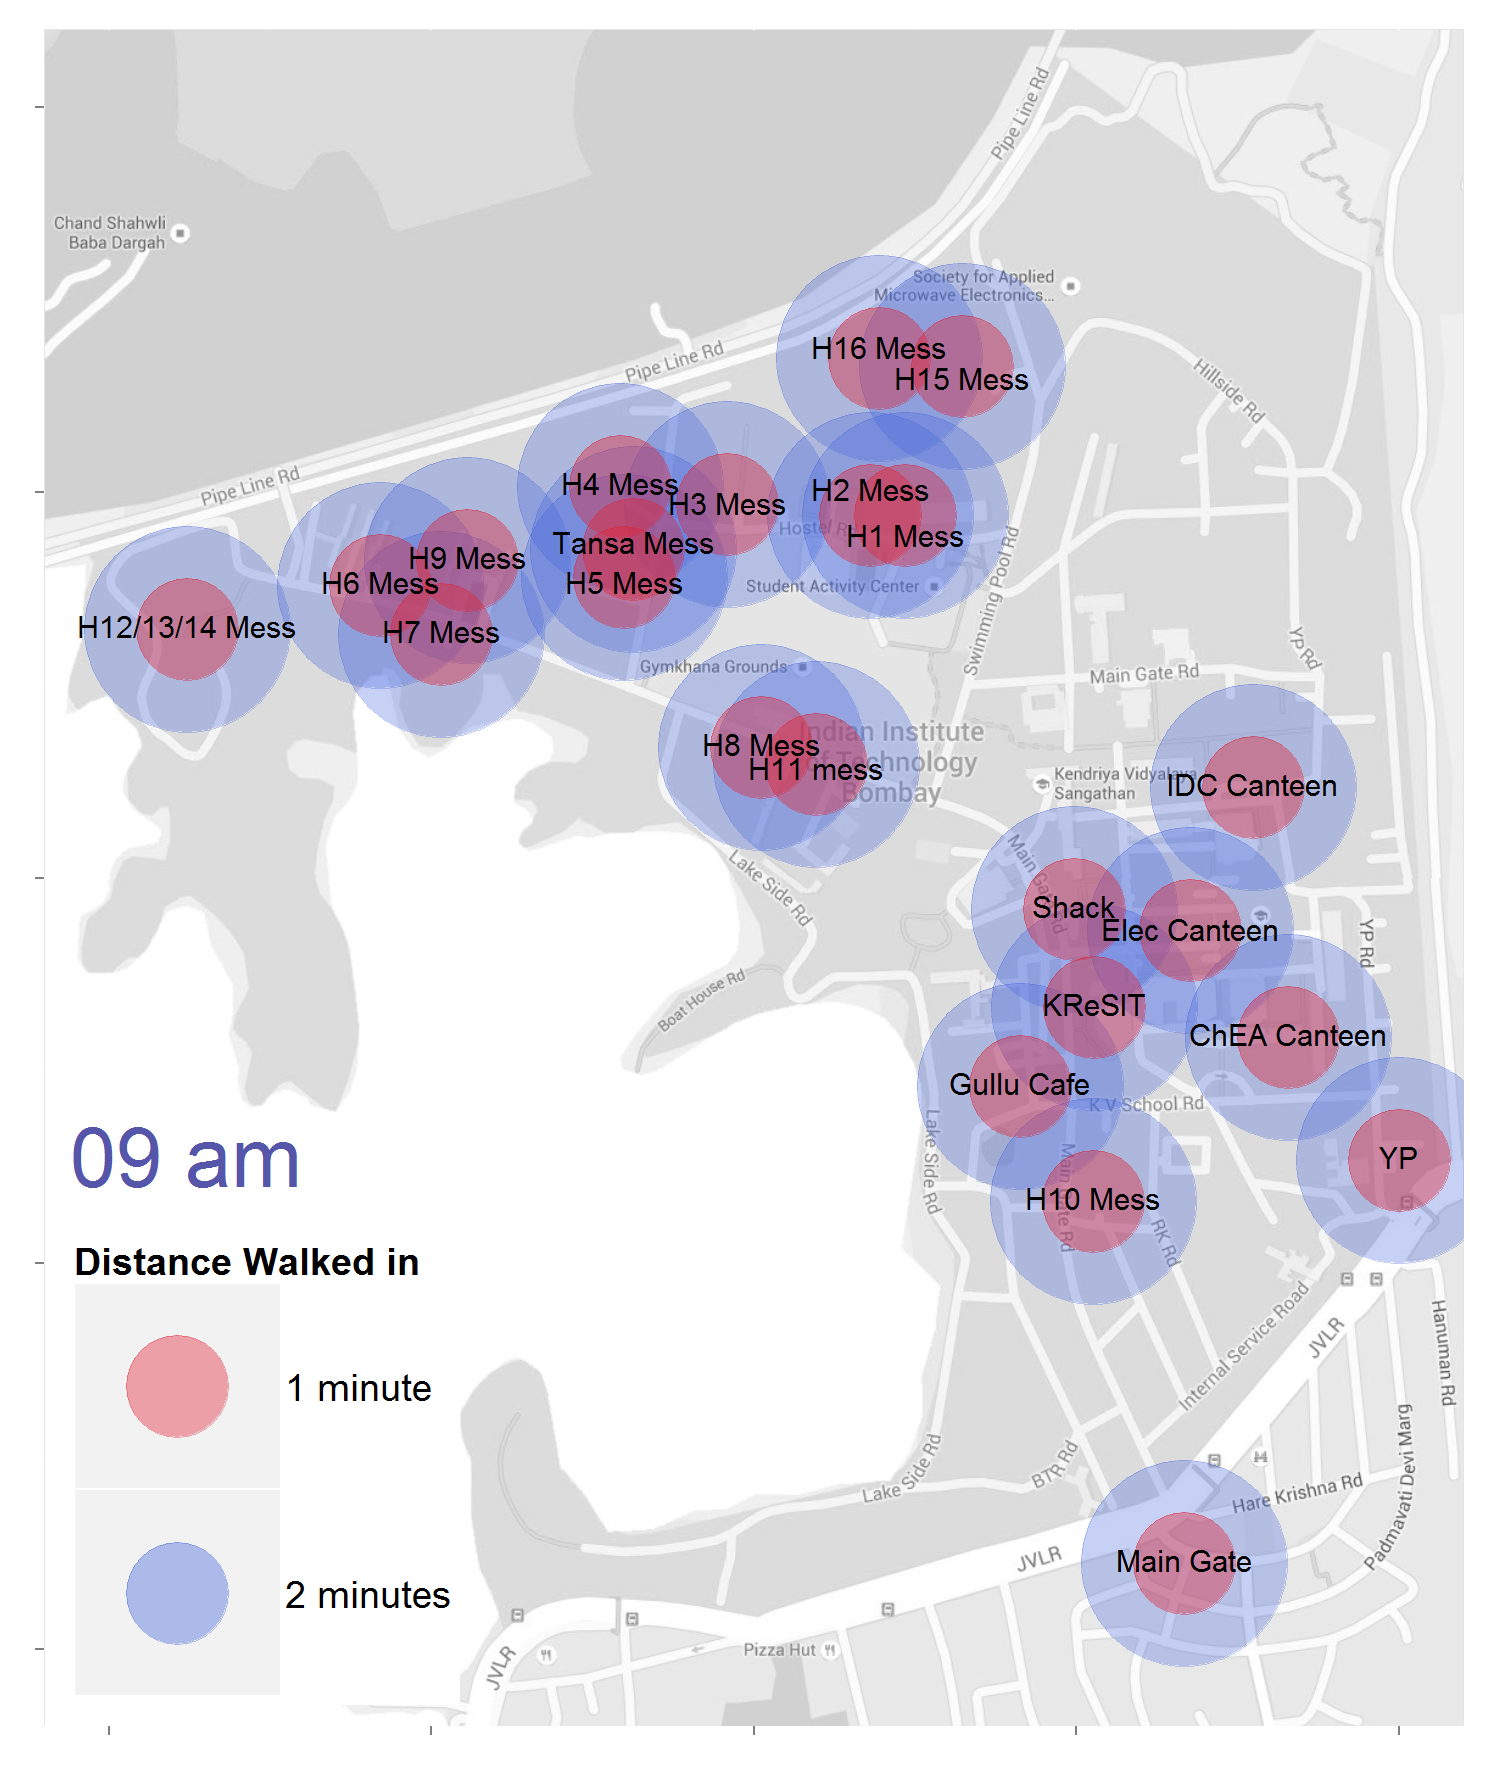 Pipe Line Rd
Chand Shahwli
Baba Dargah
Society for Applied
Microwave Electronics...
H16 Mess
H15 Mess
Pipe Line Rd
Hillside Rd
Pipe Line Rd
H4 Mess
H3 Mess
H2 Mess
Hostel R
H1 Mess
Tansa Mess
H9 Mess
H6 Mess
H5 Mess
Student Activity Center
Swimming Pool Rd
H12/13/14 Mess
H7 Mess
YP Rd
Gymkhana Grounds
Main Gate Rd
Indian Institute
of Technology
Bombay
H8 Mess
H11 mess
Kendriya Vidyalaya
Sangathan
IDC Canteen
Main Gate Rd
Lake Side Rd
Shack
Elec Canteen
YP Rd
Boat House Rd
KReSIT
ChEA Canteen
Gullu Cafe
K V School Rd
Lake Side Rd
YP
Main Gate Rd
H10 Mess
RK Rd
09 am
Distance Walked in
1 minute
2 minutes
Internal Service Road
JVLR
Hanuman Rd
Padmavati Devi Marg
Lake Side Rd
BTR Rd
Hare Krishna Rd
JVLR
Main Gate
JVLR
Pizza Hut